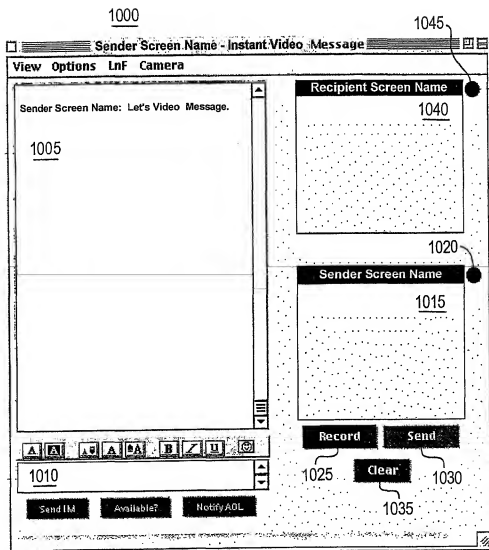 1000
1045
Sender Screen Name - Instant Video Message
View Options LnF Camera
Sender Screen Name: Let's Video Message.
1005
Recipient Screen Name
1040
1020
Sender Screen Name
1015
A A A A A B I U
1010
Record Send
1025 1030
Clear
1035
Send IM Available? Notify AOL